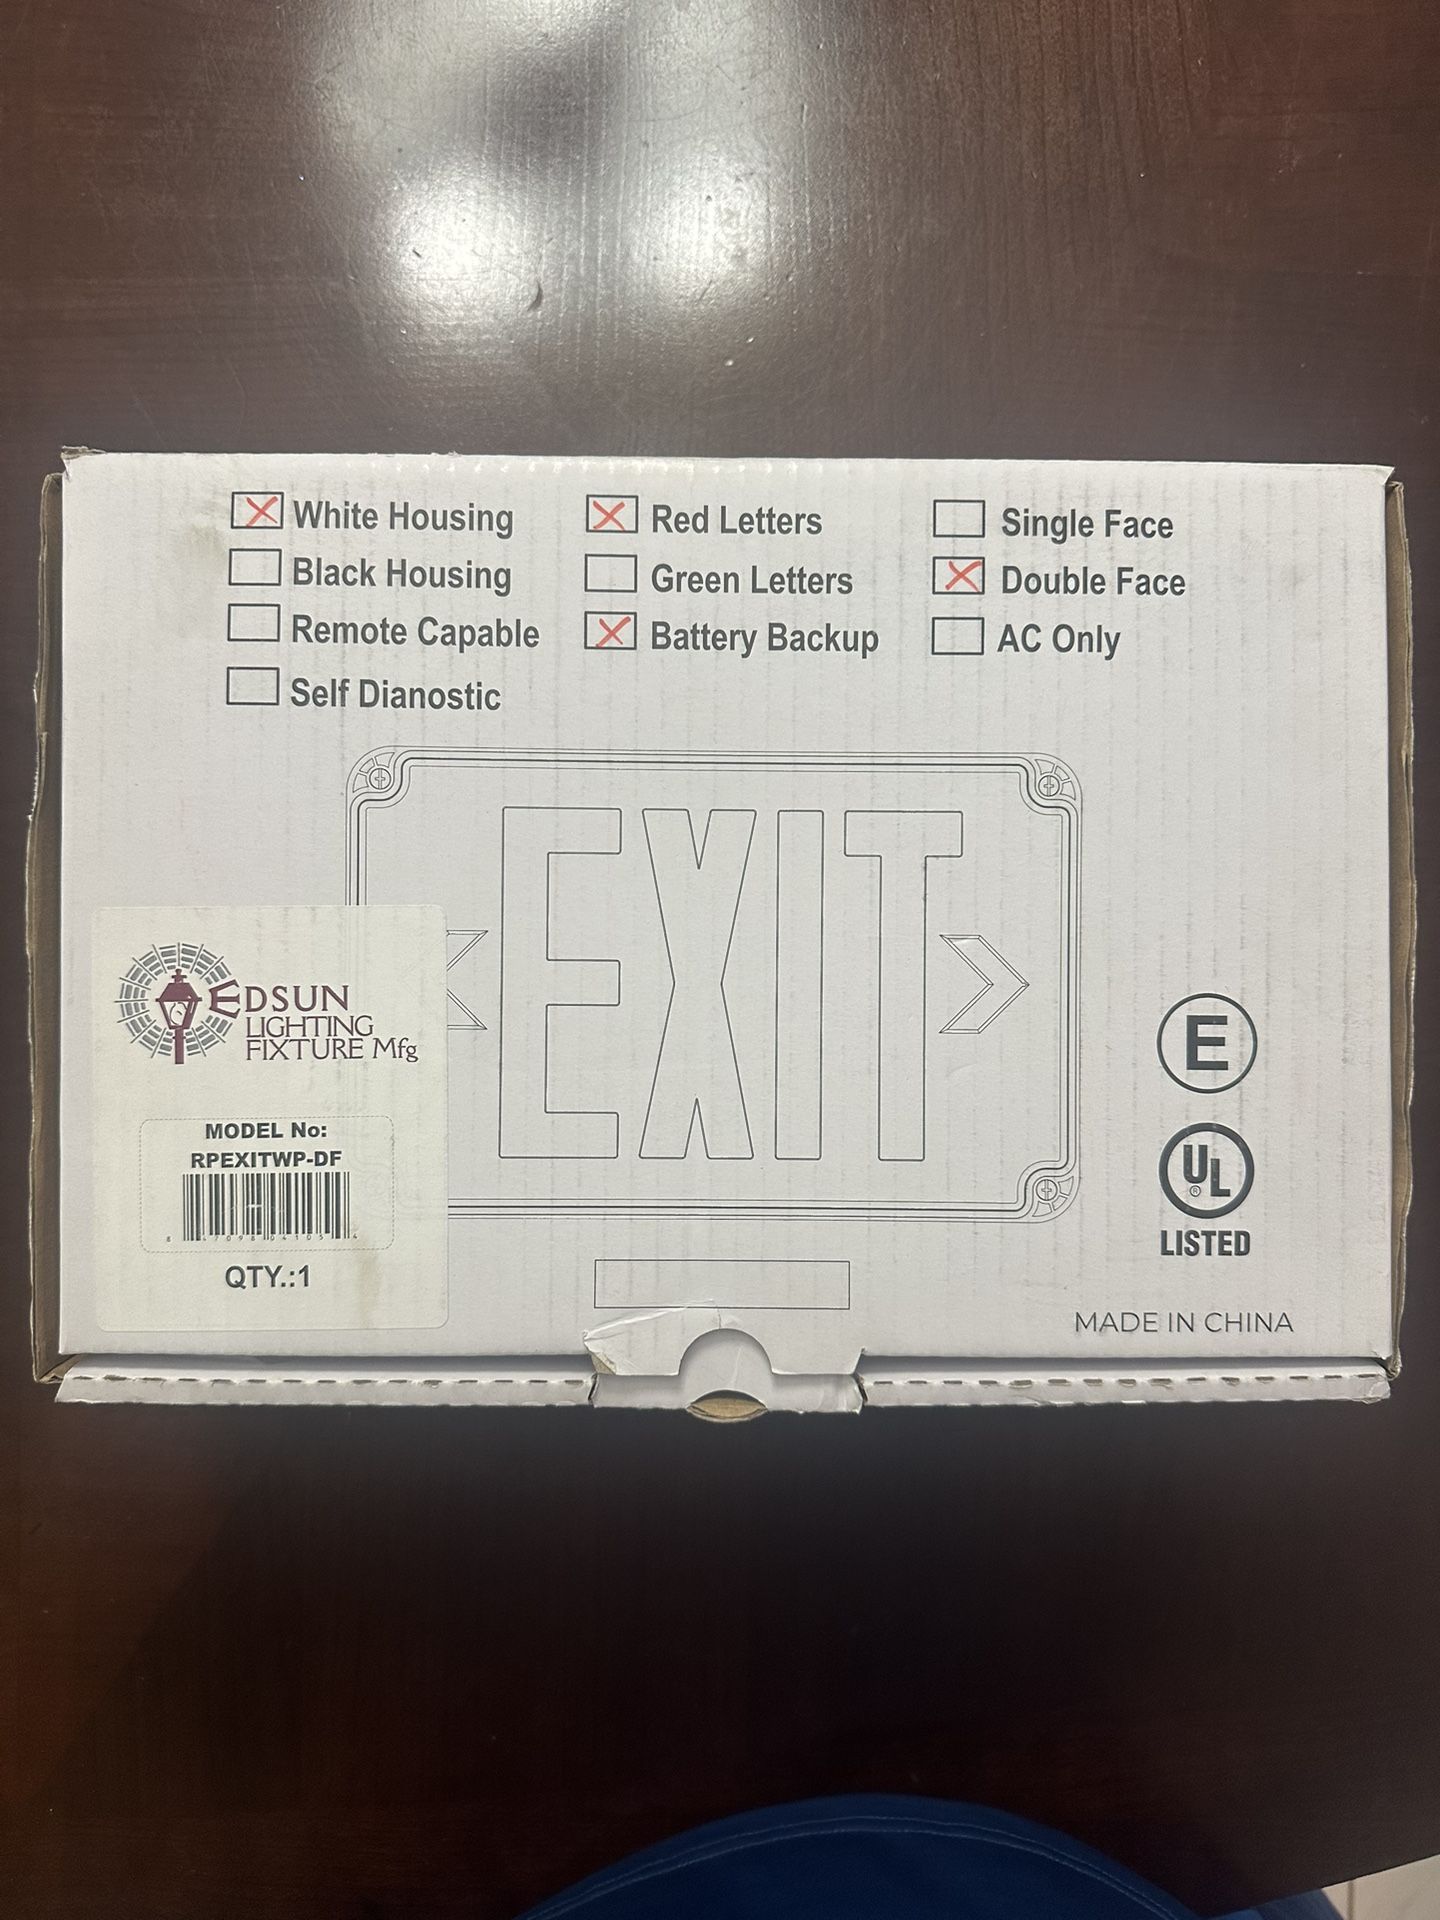 White Housing
Red Letters
Single Face
Black Housing
Green Letters
Double Face
Remote Capable
Battery Backup
AC Only
Self Dianostic
EXIT
EDSUN
LIGHTING
FIXTURE Mfg
MODEL No:
RPEXITWP-DF
QTY.:1
E
UL
®
LISTED
MADE IN CHINA